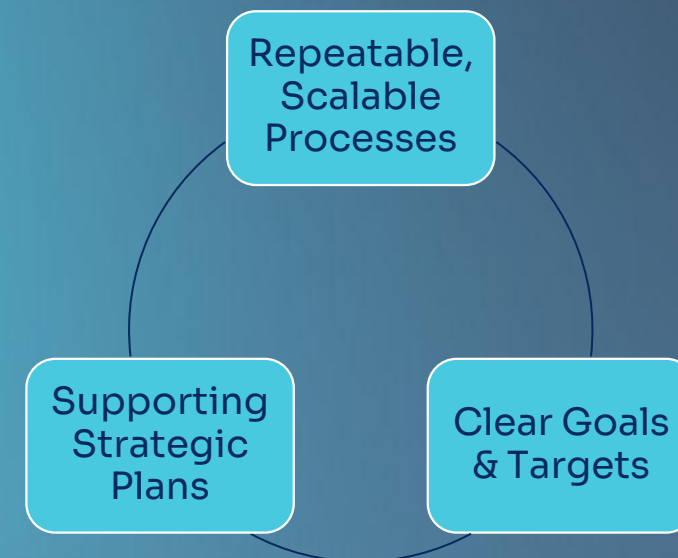 Repeatable,
Scalable
Processes
Supporting
Strategic
Plans
Clear Goals
& Targets